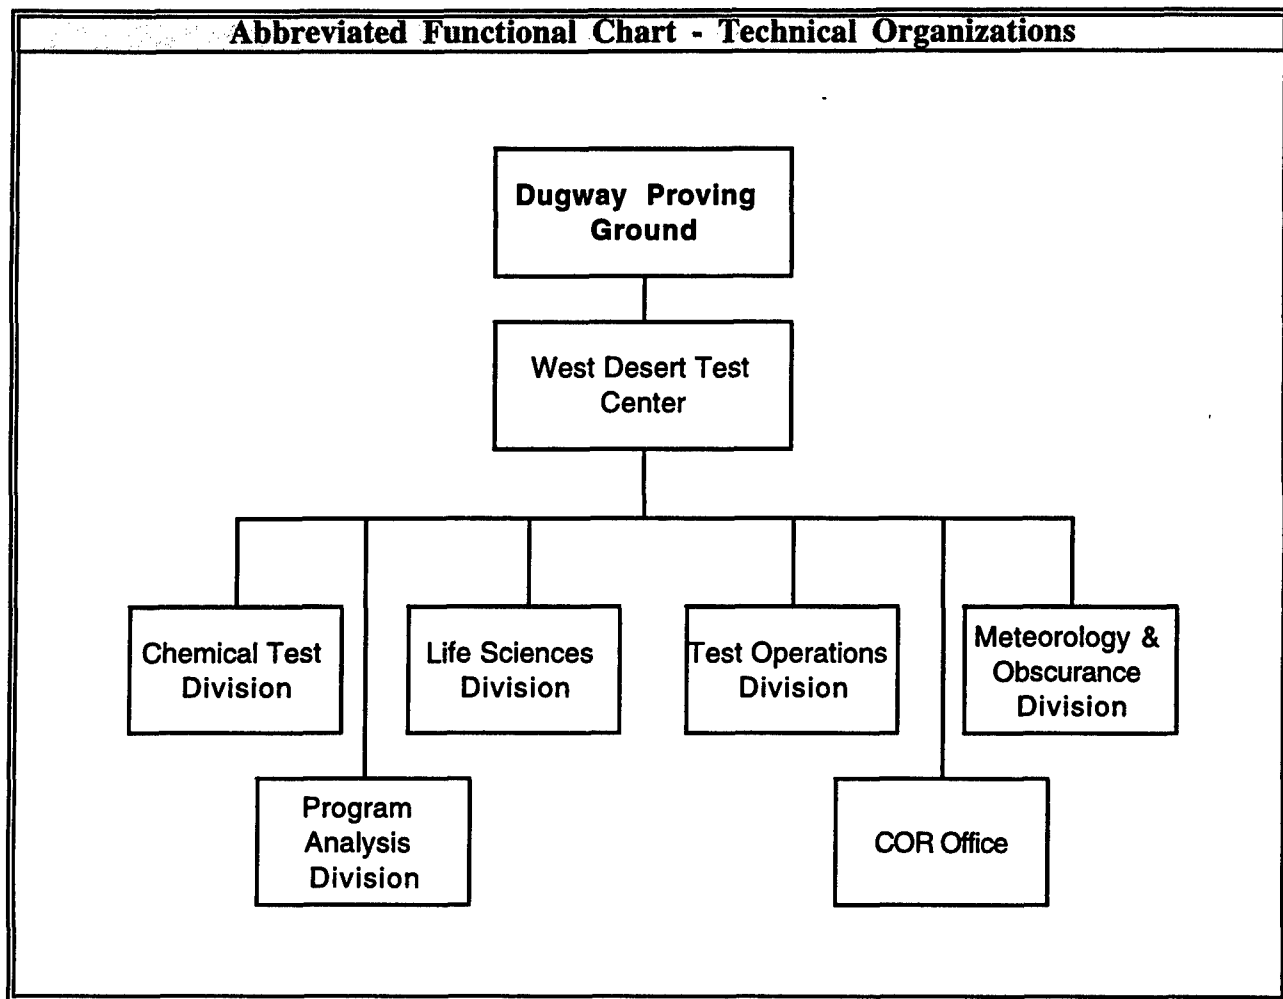 Abbreviated Functional Chart - Technical Organizations
Dugway Proving
Ground
West Desert Test
Center
Chemical Test
Division
Life Sciences
Division
Test Operations
Division
Meteorology &
Obscurance
Division
Program
Analysis
Division
COR Office